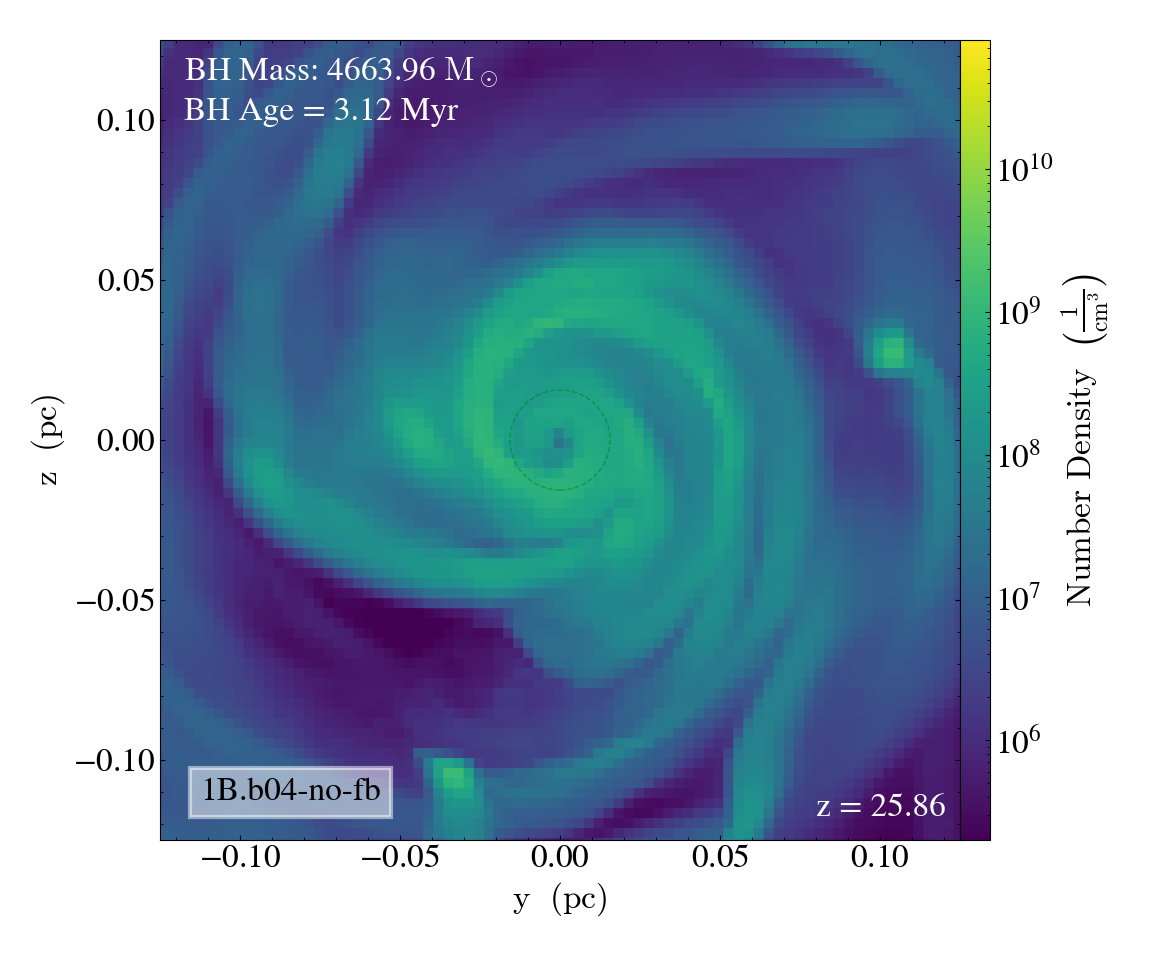 BH Mass: 4663.96 M☉
BH Age = 3.12 Myr
0.10
0.05
0.00
−0.05
−0.10
z (pc)
1B.b04-no-fb
z = 25.86
−0.10 −0.05 0.00 0.05 0.10
y (pc)
10¹⁰
10⁹
10⁸
10⁷
10⁶
Number Density (1/cm³)